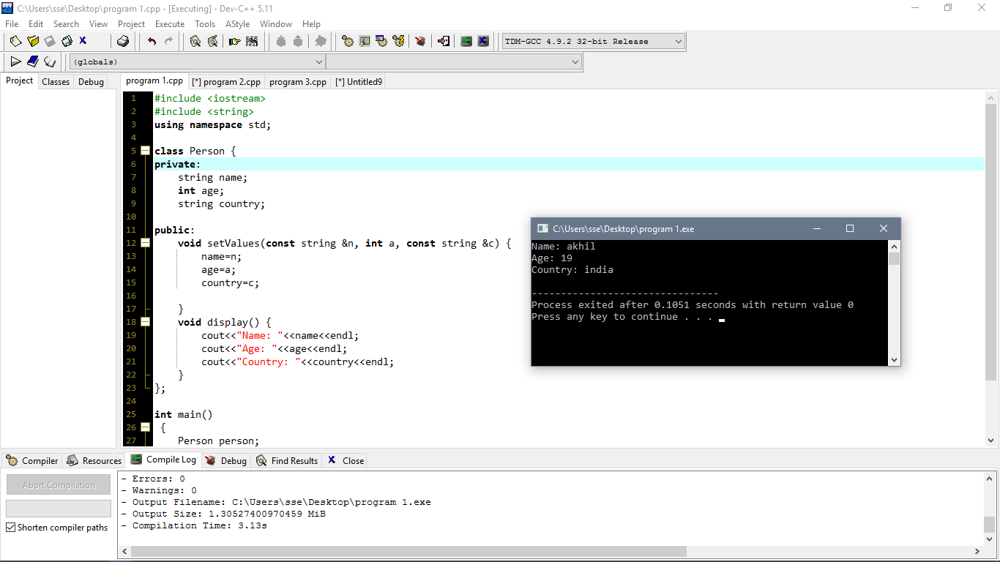 C:\Users\sse\Desktop\program 1.cpp - [Executing] - Dev-C++ 5.11
File Edit Search View Project Execute Tools AStyle Window Help
TDM-GCC 4.9.2 32-bit Release
(globals)
Project Classes Debug
program 1.cpp [*] program 2.cpp program 3.cpp [*] Untitled9
1 #include <iostream>
2 #include <string>
3 using namespace std;
4
5 class Person {
6 private:
7 string name;
8 int age;
9 string country;
10
11 public:
12 void setValues(const string &n, int a, const string &c) {
13 name=n;
14 age=a;
15 country=c;
16
17 }
18 void display() {
19 cout<<"Name: "<<name<<endl;
20 cout<<"Age: "<<age<<endl;
21 cout<<"Country: "<<country<<endl;
22 }
23 };
24
25 int main()
26 {
27 Person person;
C:\Users\sse\Desktop\program 1.exe
Name: akhil
Age: 19
Country: india
--------------------------------
Process exited after 0.1051 seconds with return value 0
Press any key to continue . . .
Compiler Resources Compile Log Debug Find Results Close
Abort Compilation
Shorten compiler paths
- Errors: 0
- Warnings: 0
- Output Filename: C:\Users\sse\Desktop\program 1.exe
- Output Size: 1.30527400970459 MiB
- Compilation Time: 3.13s